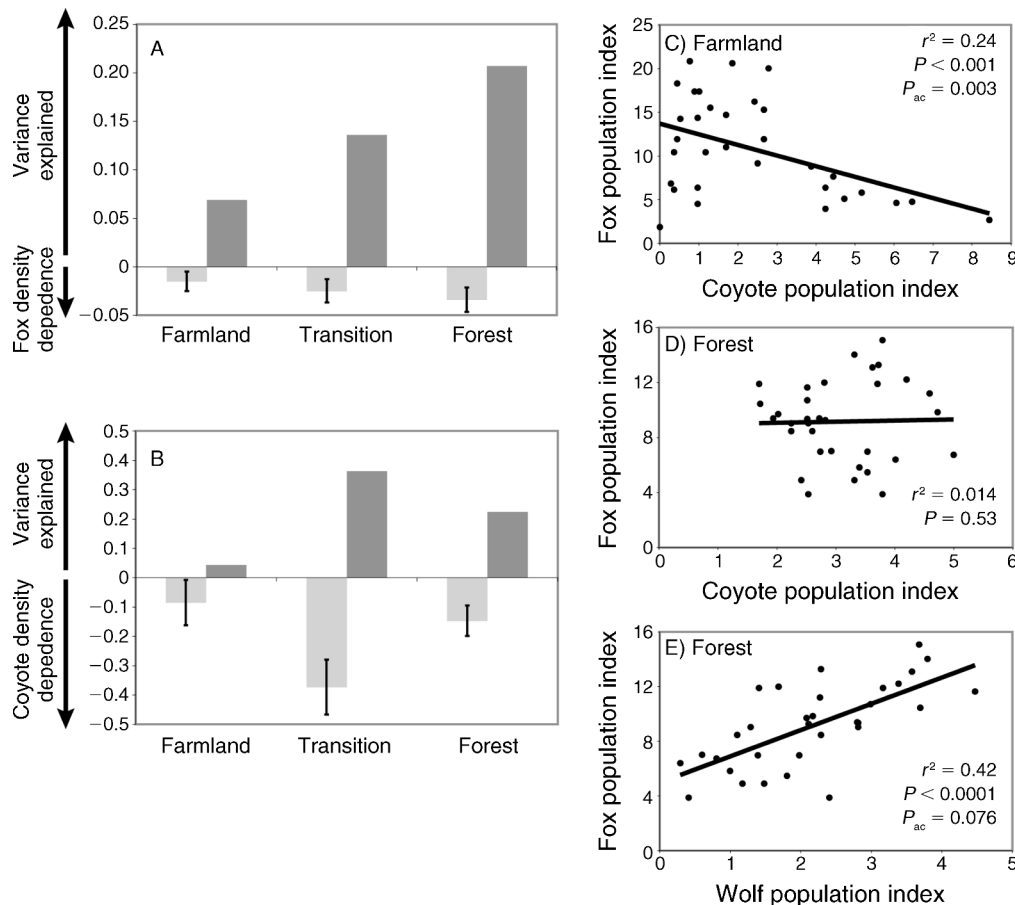 A
0.25
0.20
0.15
0.10
0.05
0
−0.05
Variance
explained
Fox density
depedence
Farmland Transition Forest
B
0.5
0.4
0.3
0.2
0.1
0
−0.1
−0.2
−0.3
−0.4
−0.5
Variance
explained
Coyote density
depedence
Farmland Transition Forest
C) Farmland
r² = 0.24
P < 0.001
Pac = 0.003
Fox population index
25
20
15
10
5
0
0 1 2 3 4 5 6 7 8 9
Coyote population index
D) Forest
Fox population index
16
12
8
4
0
r² = 0.014
P = 0.53
0 1 2 3 4 5 6
Coyote population index
E) Forest
Fox population index
16
12
8
4
0
r² = 0.42
P < 0.0001
Pac = 0.076
0 1 2 3 4 5
Wolf population index